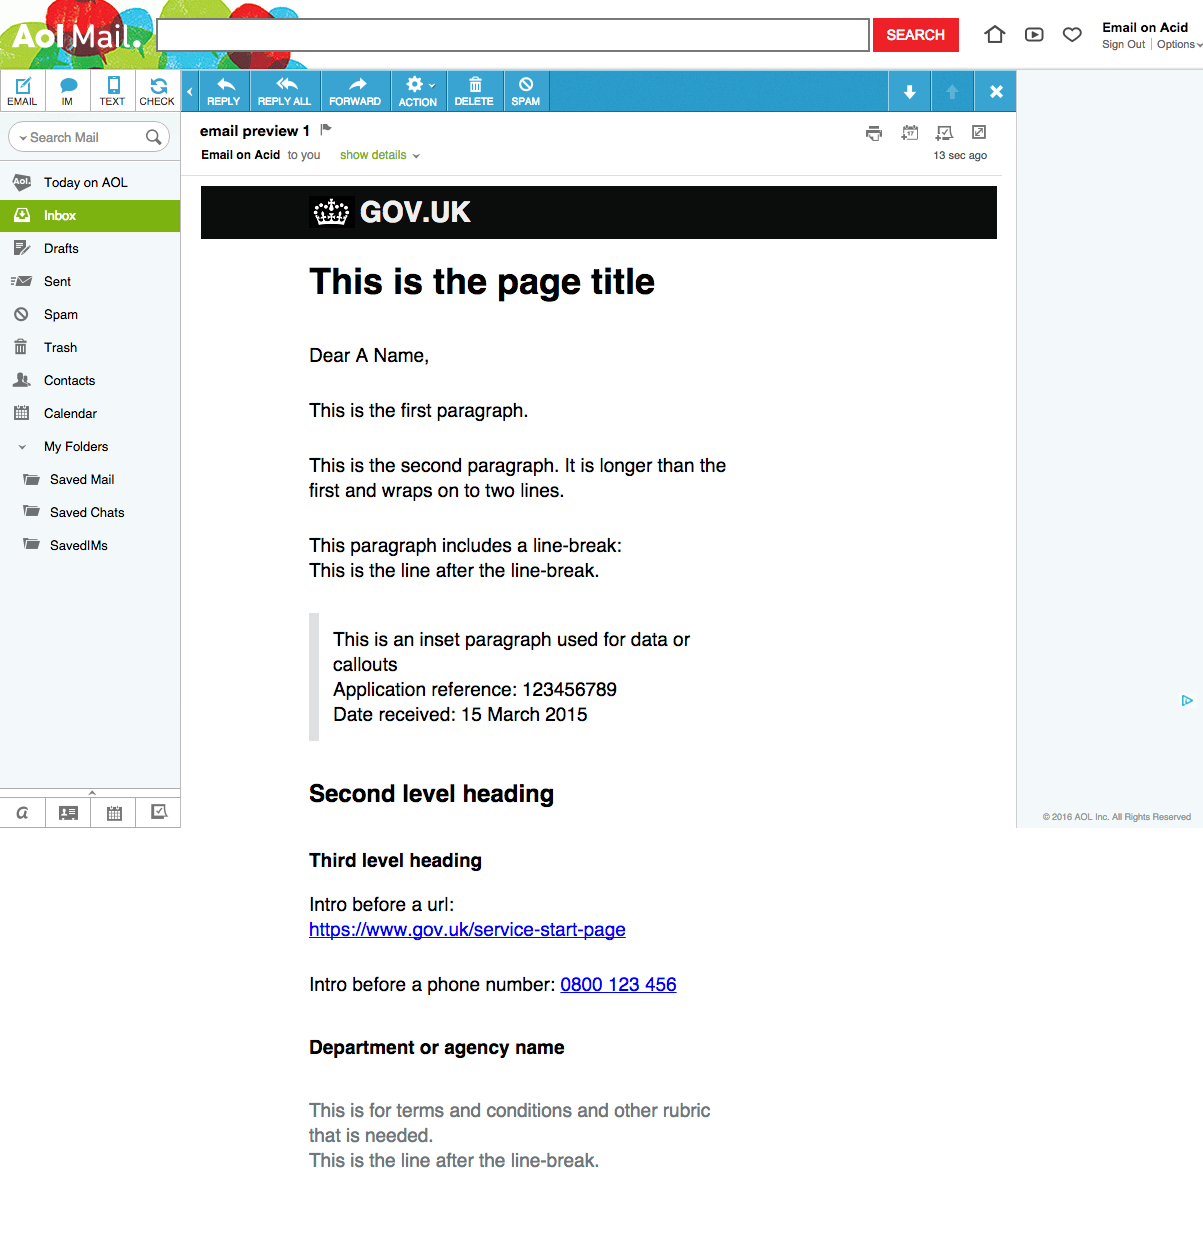 Aol Mail.
SEARCH
Email on Acid
Sign Out | Options
EMAIL
IM
TEXT
CHECK
REPLY
REPLY ALL
FORWARD
ACTION
DELETE
SPAM
Search Mail
email preview 1
Email on Acid to you show details
13 sec ago
Aol.
Today on AOL
Inbox
Drafts
Sent
Spam
Trash
Contacts
Calendar
My Folders
Saved Mail
Saved Chats
SavedIMs
17
GOV.UK
This is the page title
Dear A Name,
This is the first paragraph.
This is the second paragraph. It is longer than the
first and wraps on to two lines.
This paragraph includes a line-break:
This is the line after the line-break.
This is an inset paragraph used for data or
callouts
Application reference: 123456789
Date received: 15 March 2015
Second level heading
Third level heading
Intro before a url:
https://www.gov.uk/service-start-page
Intro before a phone number: 0800 123 456
Department or agency name
This is for terms and conditions and other rubric
that is needed.
This is the line after the line-break.
a
© 2016 AOL Inc. All Rights Reserved